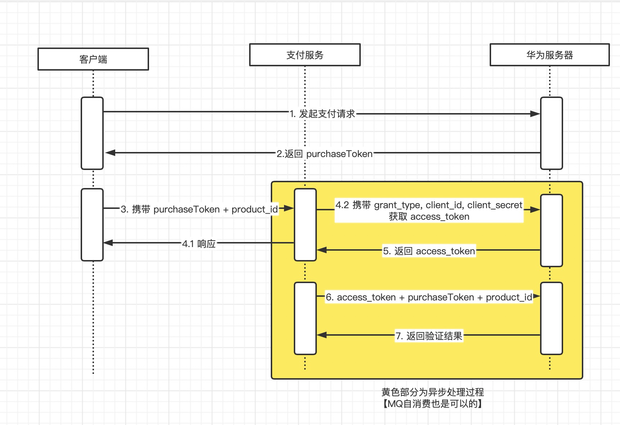 客户端
支付服务
华为服务器
1. 发起支付请求
2.返回 purchaseToken
3. 携带 purchaseToken + product_id
4.2 携带 grant_type, client_id, client_secret
获取 access_token
4.1 响应
5. 返回 access_token
6. access_token + purchaseToken + product_id
7. 返回验证结果
黄色部分为异步处理过程
【MQ自消费也是可以的】